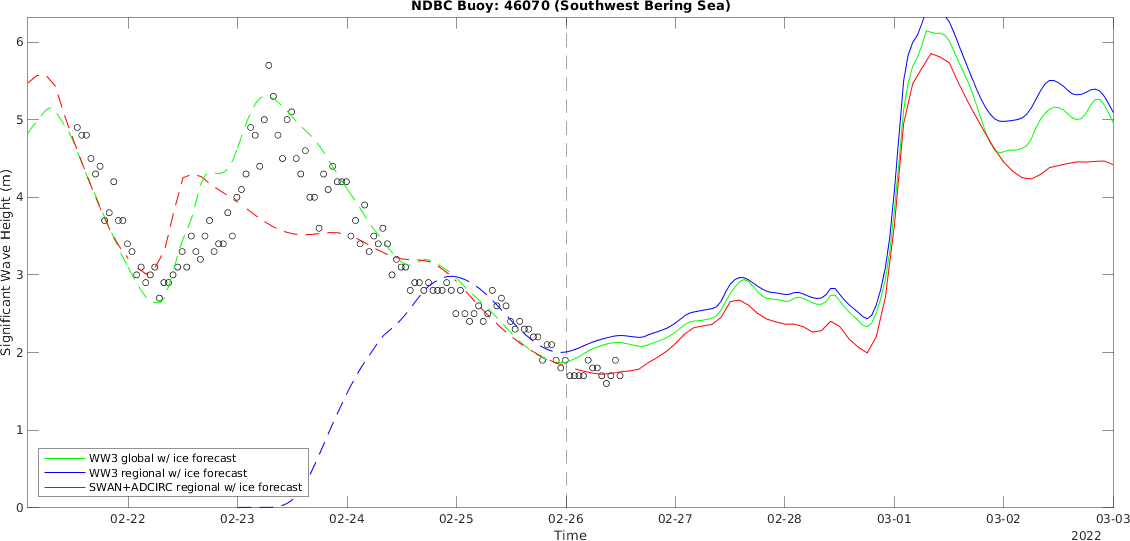 NDBC Buoy: 46070 (Southwest Bering Sea)
6
5
4
3
2
1
0
Significant Wave Height (m)
WW3 global w/ ice forecast
WW3 regional w/ ice forecast
SWAN+ADCIRC regional w/ ice forecast
02-22 02-23 02-24 02-25 02-26 02-27 02-28 03-01 03-02 03-03
Time
2022